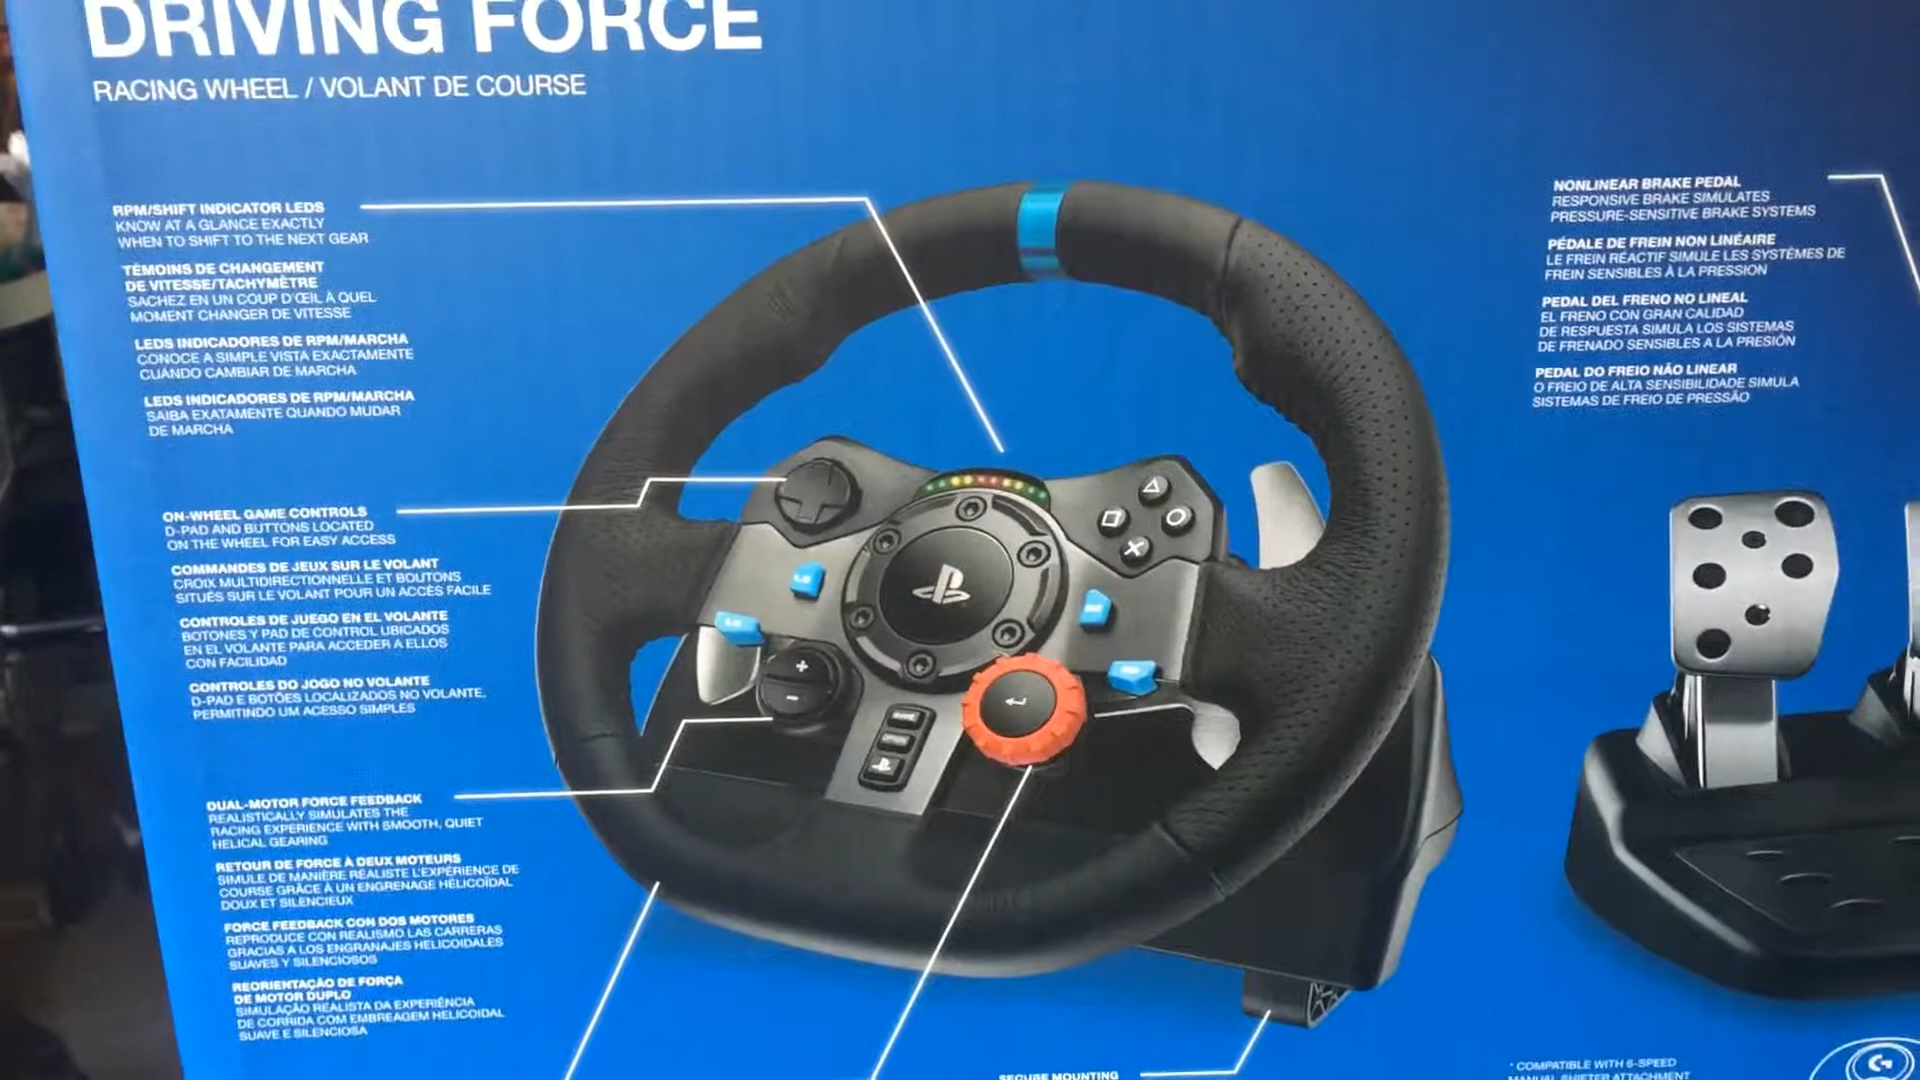 DRIVING FORCE
RACING WHEEL / VOLANT DE COURSE
RPM/SHIFT INDICATOR LEDS
KNOW AT A GLANCE EXACTLY
WHEN TO SHIFT TO THE NEXT GEAR
TÉMOINS DE CHANGEMENT
DE VITESSE/TACHYMÈTRE
SACHEZ EN UN COUP D'ŒIL À QUEL
MOMENT CHANGER DE VITESSE
LEDS INDICADORES DE RPM/MARCHA
CONOCE A SIMPLE VISTA EXACTAMENTE
CUÁNDO CAMBIAR DE MARCHA
LEDS INDICADORES DE RPM/MARCHA
SAIBA EXATAMENTE QUANDO MUDAR
DE MARCHA
ON-WHEEL GAME CONTROLS
D-PAD AND BUTTONS LOCATED
ON THE WHEEL FOR EASY ACCESS
COMMANDES DE JEUX SUR LE VOLANT
CROIX MULTIDIRECTIONNELLE ET BOUTONS
SITUÉS SUR LE VOLANT POUR UN ACCÈS FACILE
CONTROLES DE JUEGO EN EL VOLANTE
BOTONES Y PAD DE CONTROL UBICADOS
EN EL VOLANTE PARA ACCEDER A ELLOS
CON FACILIDAD
CONTROLES DO JOGO NO VOLANTE
D-PAD E BOTÕES LOCALIZADOS NO VOLANTE,
PERMITINDO UM ACESSO SIMPLES
DUAL-MOTOR FORCE FEEDBACK
REALISTICALLY SIMULATES THE
RACING EXPERIENCE WITH SMOOTH, QUIET
HELICAL GEARING
RETOUR DE FORCE À DEUX MOTEURS
SIMULE DE MANIÈRE RÉALISTE L'EXPÉRIENCE DE
COURSE GRÂCE À UN ENGRENAGE HÉLICOÏDAL
DOUX ET SILENCIEUX
FORCE FEEDBACK CON DOS MOTORES
REPRODUCE CON REALISMO LAS CARRERAS
GRACIAS A LOS ENGRANAJES HELICOIDALES
SUAVES Y SILENCIOSOS
REORIENTAÇÃO DE FORÇA
DE MOTOR DUPLO
SIMULAÇÃO REALISTA DA EXPERIÊNCIA
DE CORRIDA COM EMBREAGEM HELICOIDAL
SUAVE E SILENCIOSA
NONLINEAR BRAKE PEDAL
RESPONSIVE BRAKE SIMULATES
PRESSURE-SENSITIVE BRAKE SYSTEMS
PÉDALE DE FREIN NON LINÉAIRE
LE FREIN RÉACTIF SIMULE LES SYSTÈMES DE
FREIN SENSIBLES À LA PRESSION
PEDAL DEL FRENO NO LINEAL
EL FRENO CON GRAN CALIDAD
DE RESPUESTA SIMULA LOS SISTEMAS
DE FRENADO SENSIBLES A LA PRESIÓN
PEDAL DO FREIO NÃO LINEAR
O FREIO DE ALTA SENSIBILIDADE SIMULA
SISTEMAS DE FREIO DE PRESSÃO
SECURE MOUNTING
* COMPATIBLE WITH 6-SPEED
MANUAL SHIFTER ATTACHMENT